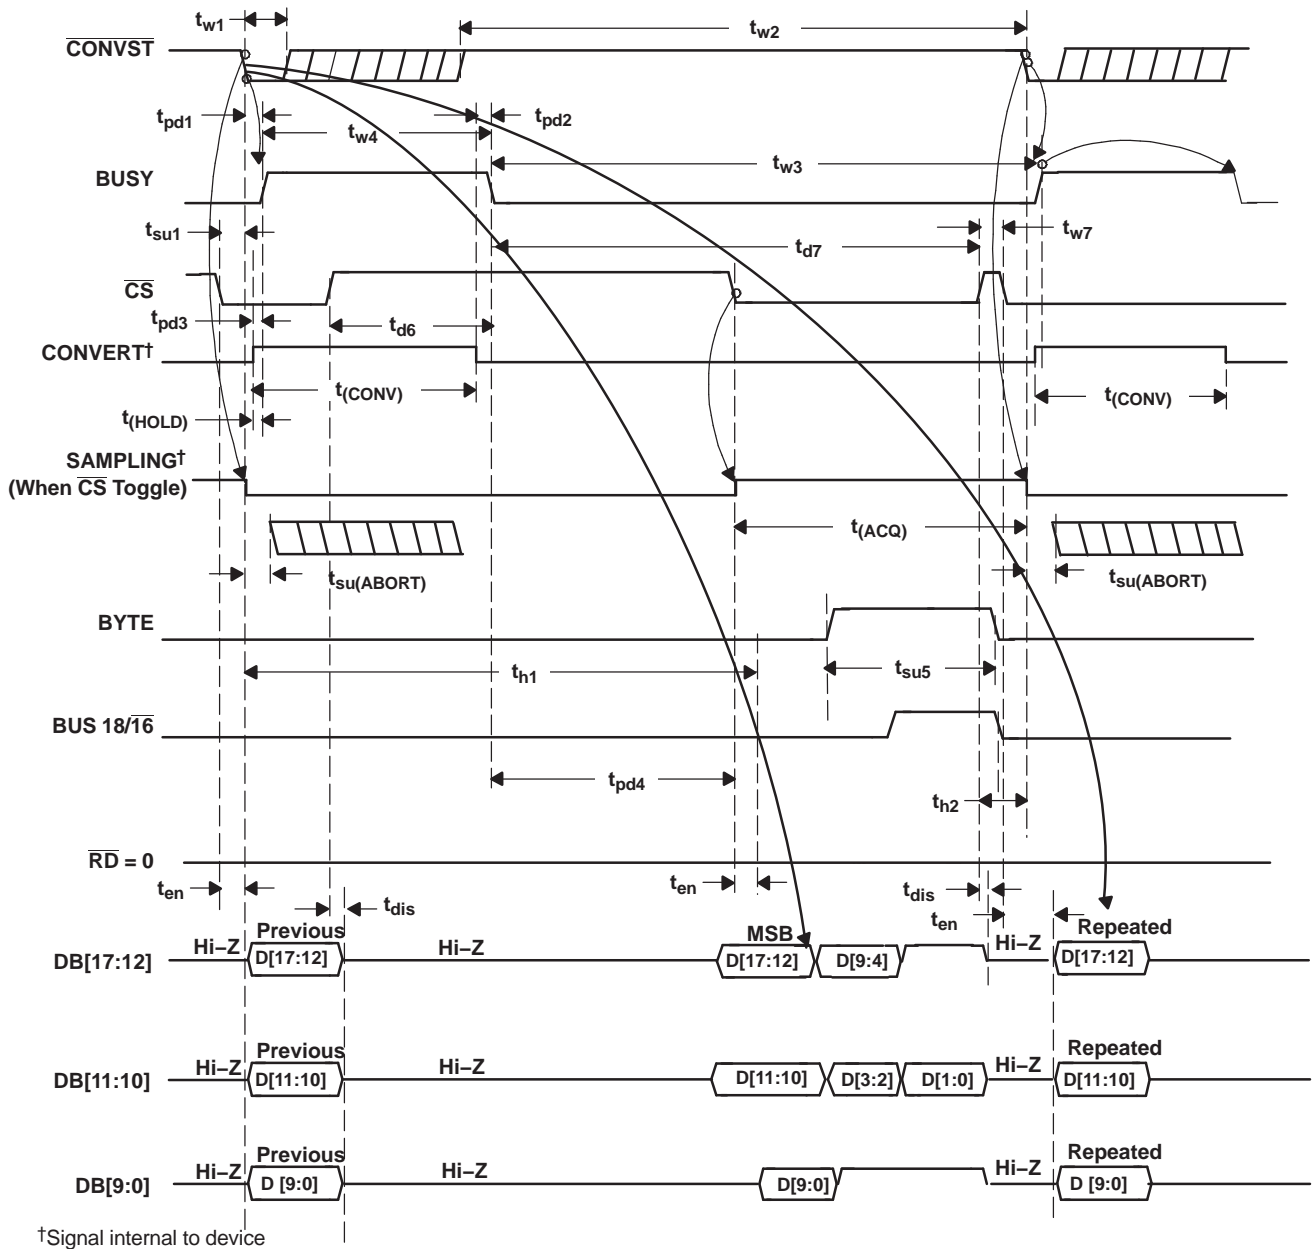 tw1
tw2
CONVST
tpd1
tw4
tpd2
tw3
BUSY
tsu1
tw7
td7
CS
tpd3
td6
CONVERT†
t(CONV)
t(CONV)
t(HOLD)
SAMPLING†
(When CS Toggle)
t(ACQ)
tsu(ABORT)
tsu(ABORT)
BYTE
th1
tsu5
BUS 18/16
tpd4
th2
RD = 0
ten
tdis
ten
tdis
ten
Previous
MSB
Repeated
Hi–Z
Hi–Z
Hi–Z
DB[17:12]
D[17:12]
D[17:12]
D[9:4]
D[17:12]
Previous
Repeated
Hi–Z
Hi–Z
Hi–Z
DB[11:10]
D[11:10]
D[11:10]
D[3:2]
D[1:0]
D[11:10]
Previous
Repeated
Hi–Z
Hi–Z
Hi–Z
DB[9:0]
D [9:0]
D[9:0]
D [9:0]
†Signal internal to device